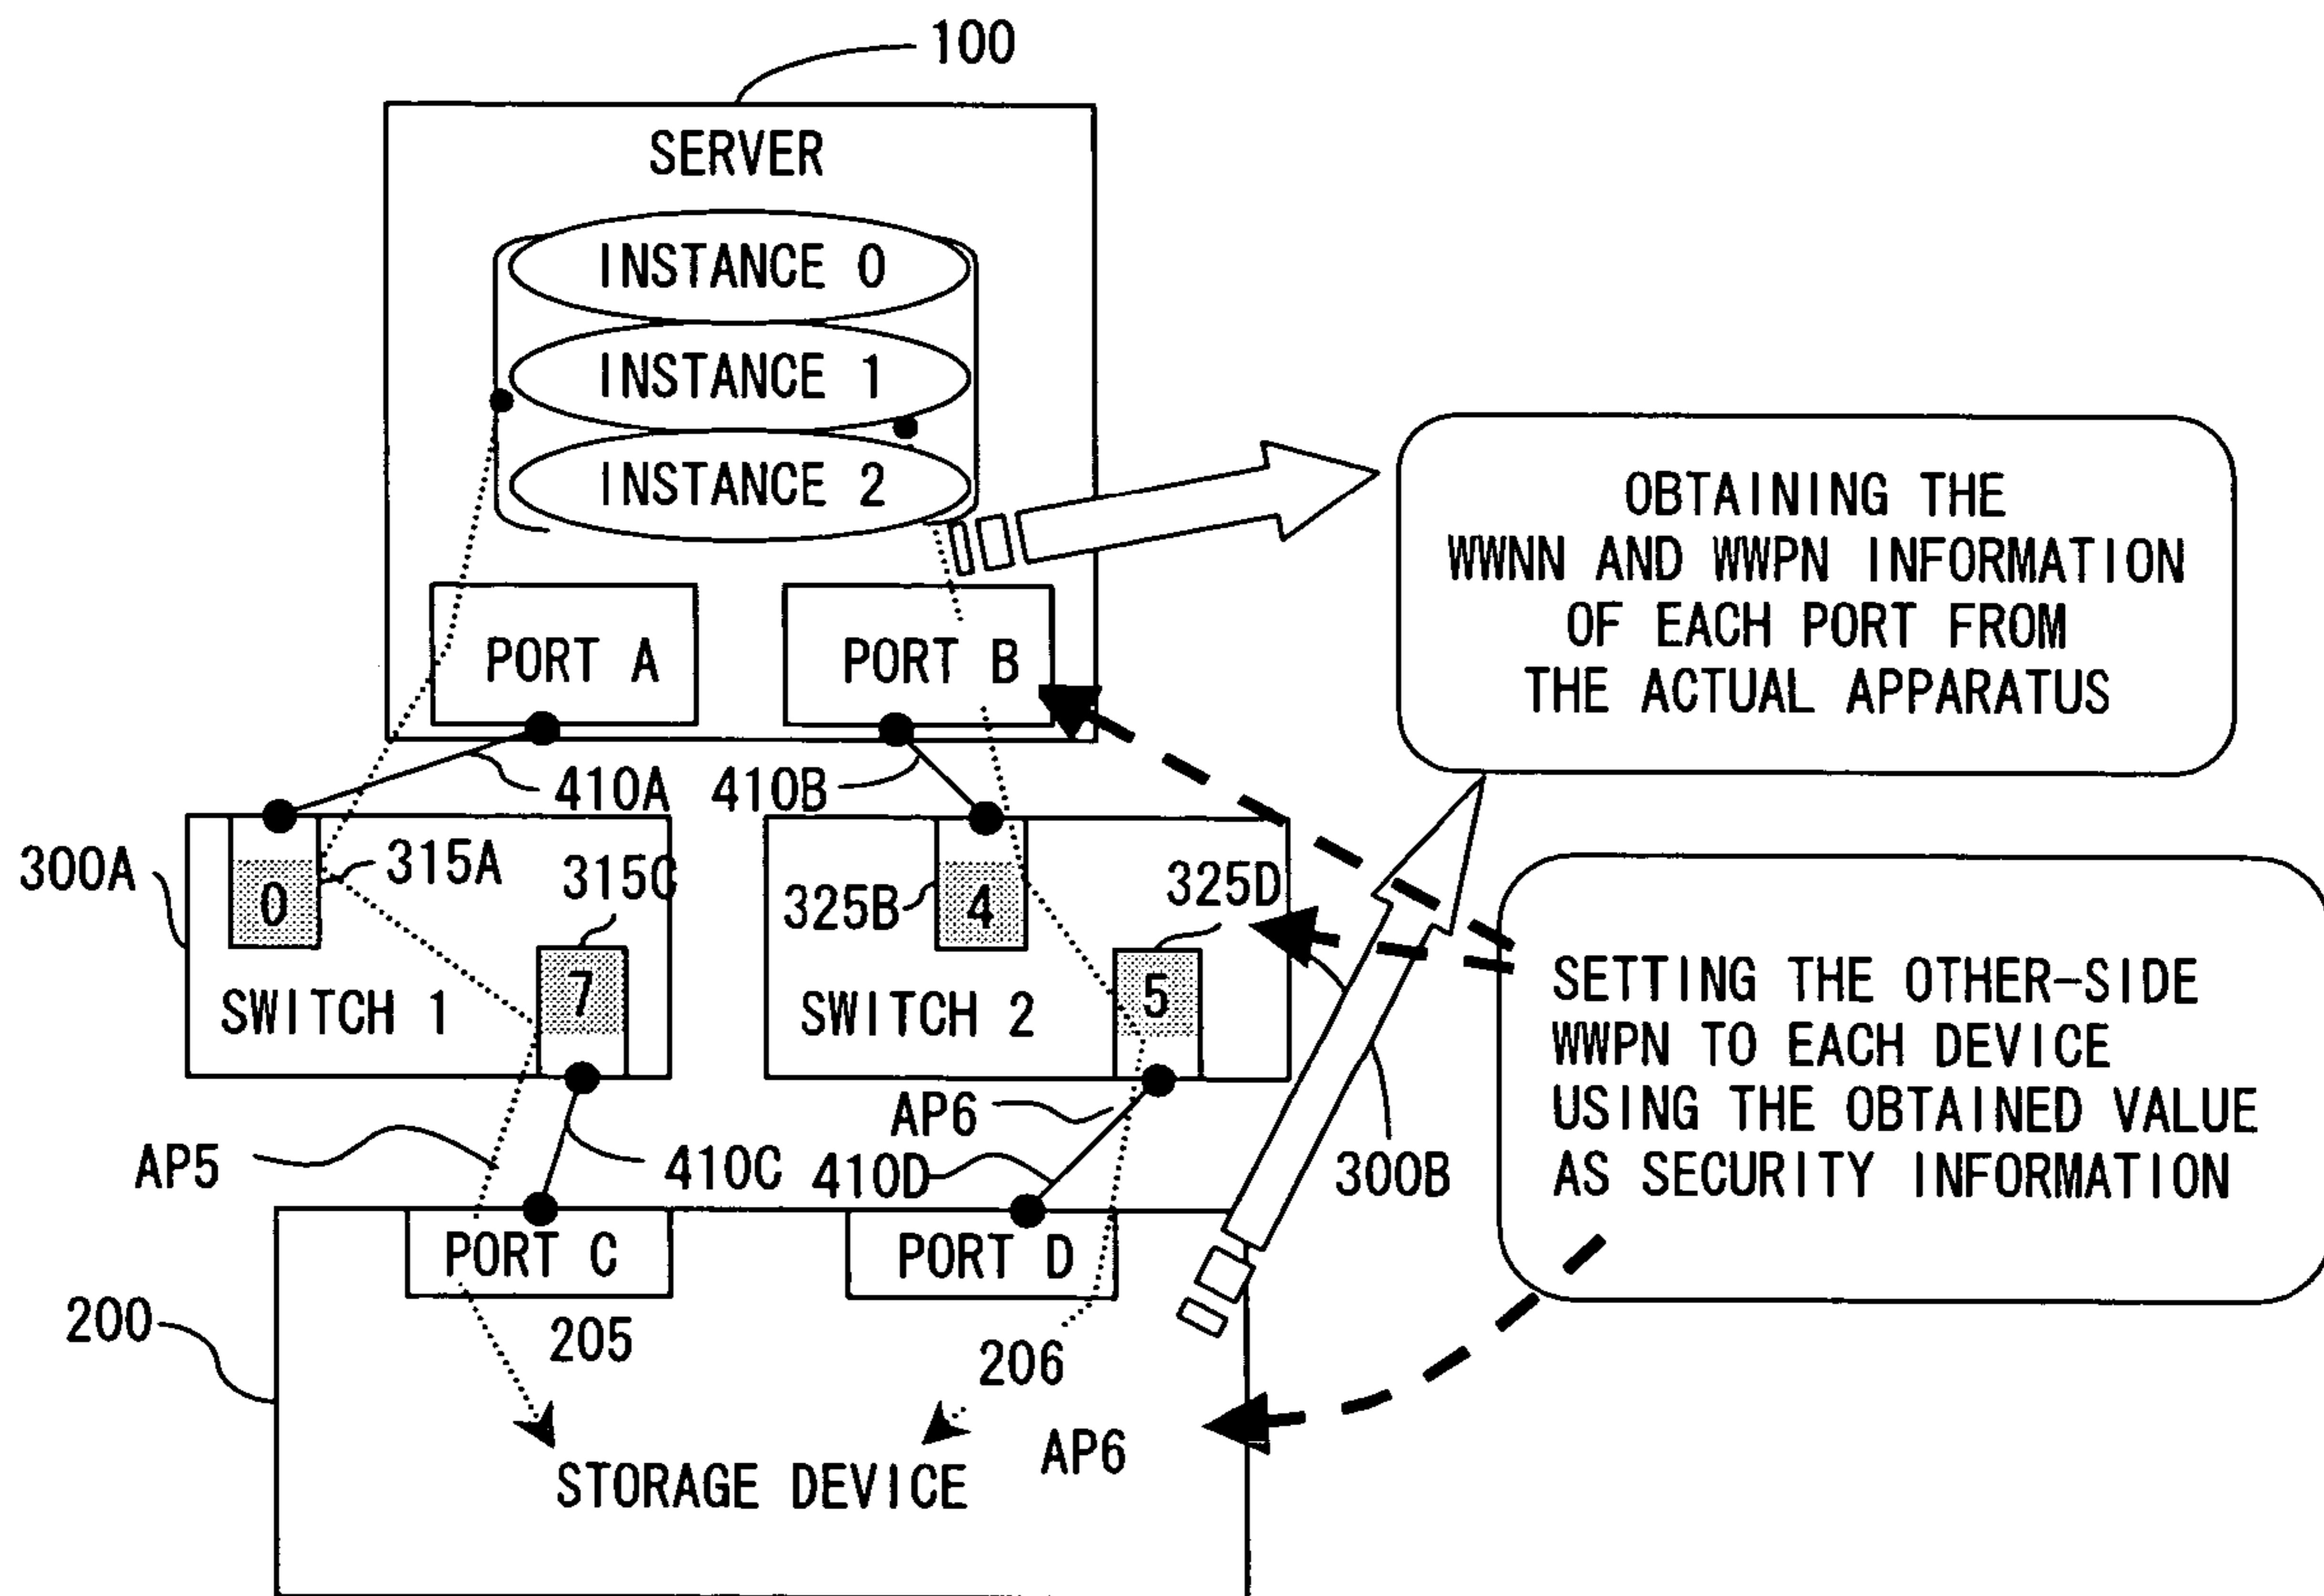 100
SERVER
INSTANCE 0
INSTANCE 1
INSTANCE 2
OBTAINING THE
WWNN AND WWPN INFORMATION
OF EACH PORT FROM
THE ACTUAL APPARATUS
PORT A
PORT B
410A
410B
300A
0
315A
315C
7
SWITCH 1
325B
4
325D
5
SWITCH 2
SETTING THE OTHER-SIDE
WWPN TO EACH DEVICE
USING THE OBTAINED VALUE
AS SECURITY INFORMATION
AP5
410C
AP6
410D
300B
PORT C
PORT D
200
205
206
AP6
STORAGE DEVICE